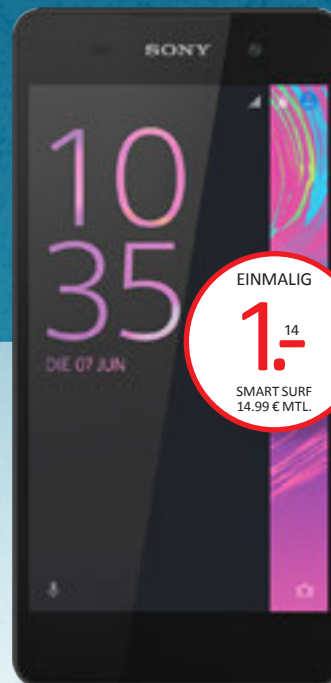 SONY
10
35
DIE 07 JUN
EINMALIG
1.– 14
SMART SURF
14.99 € MTL.